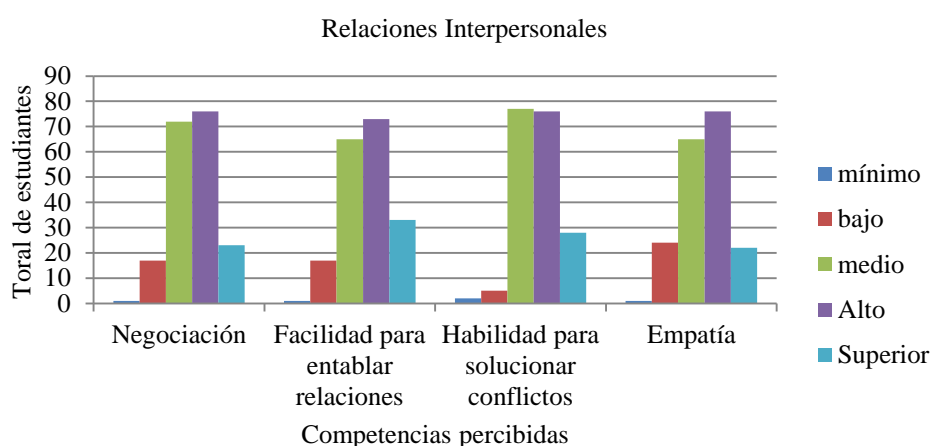 Relaciones Interpersonales
Toral de estudiantes
90
80
70
60
50
40
30
20
10
0
Negociación
Facilidad para
entablar
relaciones
Habilidad para
solucionar
conflictos
Empatía
Competencias percibidas
mínimo
bajo
medio
Alto
Superior